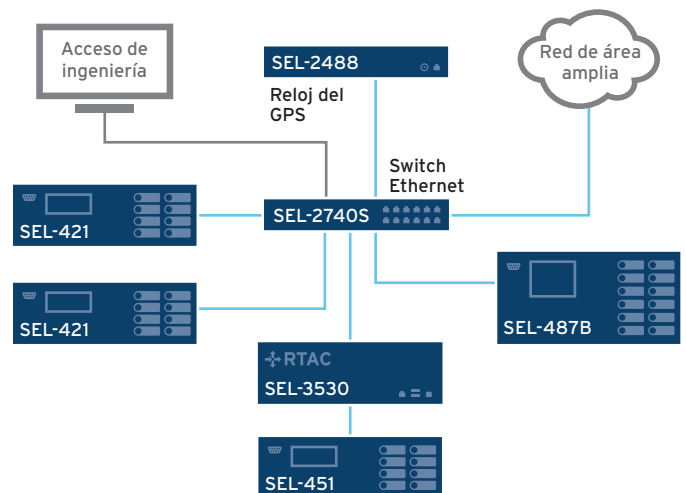 Acceso de
ingeniería
SEL-2488
Reloj del
GPS
Red de área
amplia
Switch
Ethernet
SEL-421
SEL-2740S
SEL-421
SEL-487B
RTAC
SEL-3530
SEL-451